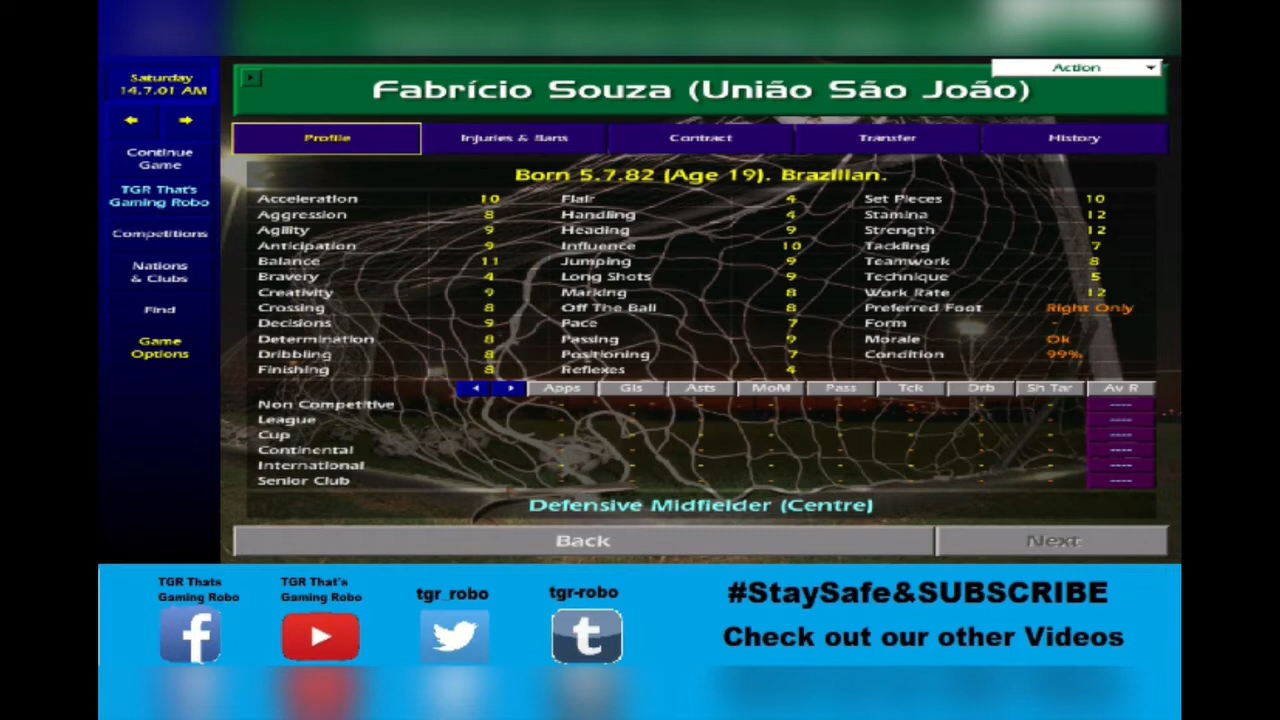 Saturday
14.7.01 AM
Continue
Game
TGR That's
Gaming Robo
Competitions
Nations
& Clubs
Find
Game
Options
Action
Fabrício Souza (União São João)
Profile Injuries & Bans Contract Transfer History
Born 5.7.82 (Age 19). Brazilian.
Acceleration 10 Flair 4 Set Pieces 10
Aggression 8 Handling 4 Stamina 12
Agility 9 Heading 9 Strength 12
Anticipation 9 Influence 10 Tackling 7
Balance 11 Jumping 9 Teamwork 8
Bravery 4 Long Shots 9 Technique 5
Creativity 9 Marking 8 Work Rate 12
Crossing 8 Off The Ball 8 Preferred Foot Right Only
Decisions 9 Pace 7 Form -
Determination 8 Passing 9 Morale Ok
Dribbling 8 Positioning 7 Condition 99%
Finishing 8 Reflexes 4
Apps Gls Asts MoM Pass Tck Drb Sh Tar Av R
Non Competitive - - - - - - - - ----
League - - - - - - - - ----
Cup - - - - - - - - ----
Continental - - - - - - - - ----
International - - - - - - - - ----
Senior Club - - - - - - - - ----
Defensive Midfielder (Centre)
Back Next
TGR Thats
Gaming Robo
TGR That's
Gaming Robo
tgr_robo
tgr-robo
#StaySafe&SUBSCRIBE
Check out our other Videos